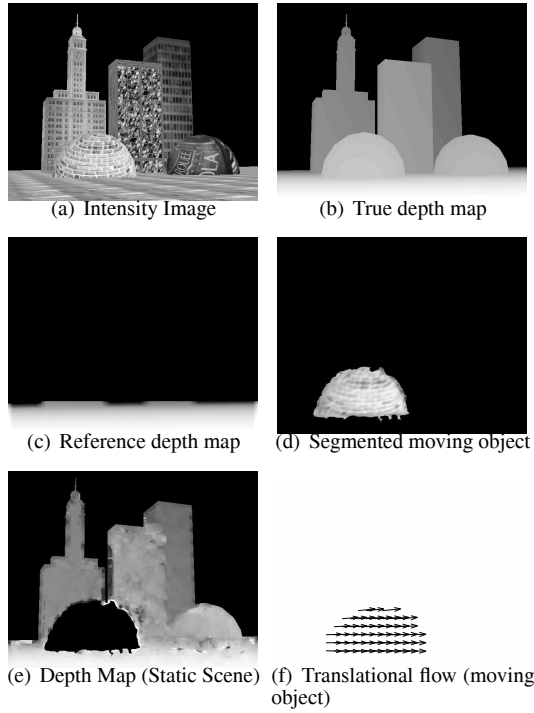 (a) Intensity Image
(b) True depth map
(c) Reference depth map
(d) Segmented moving object
(e) Depth Map (Static Scene)
(f) Translational flow (moving
object)